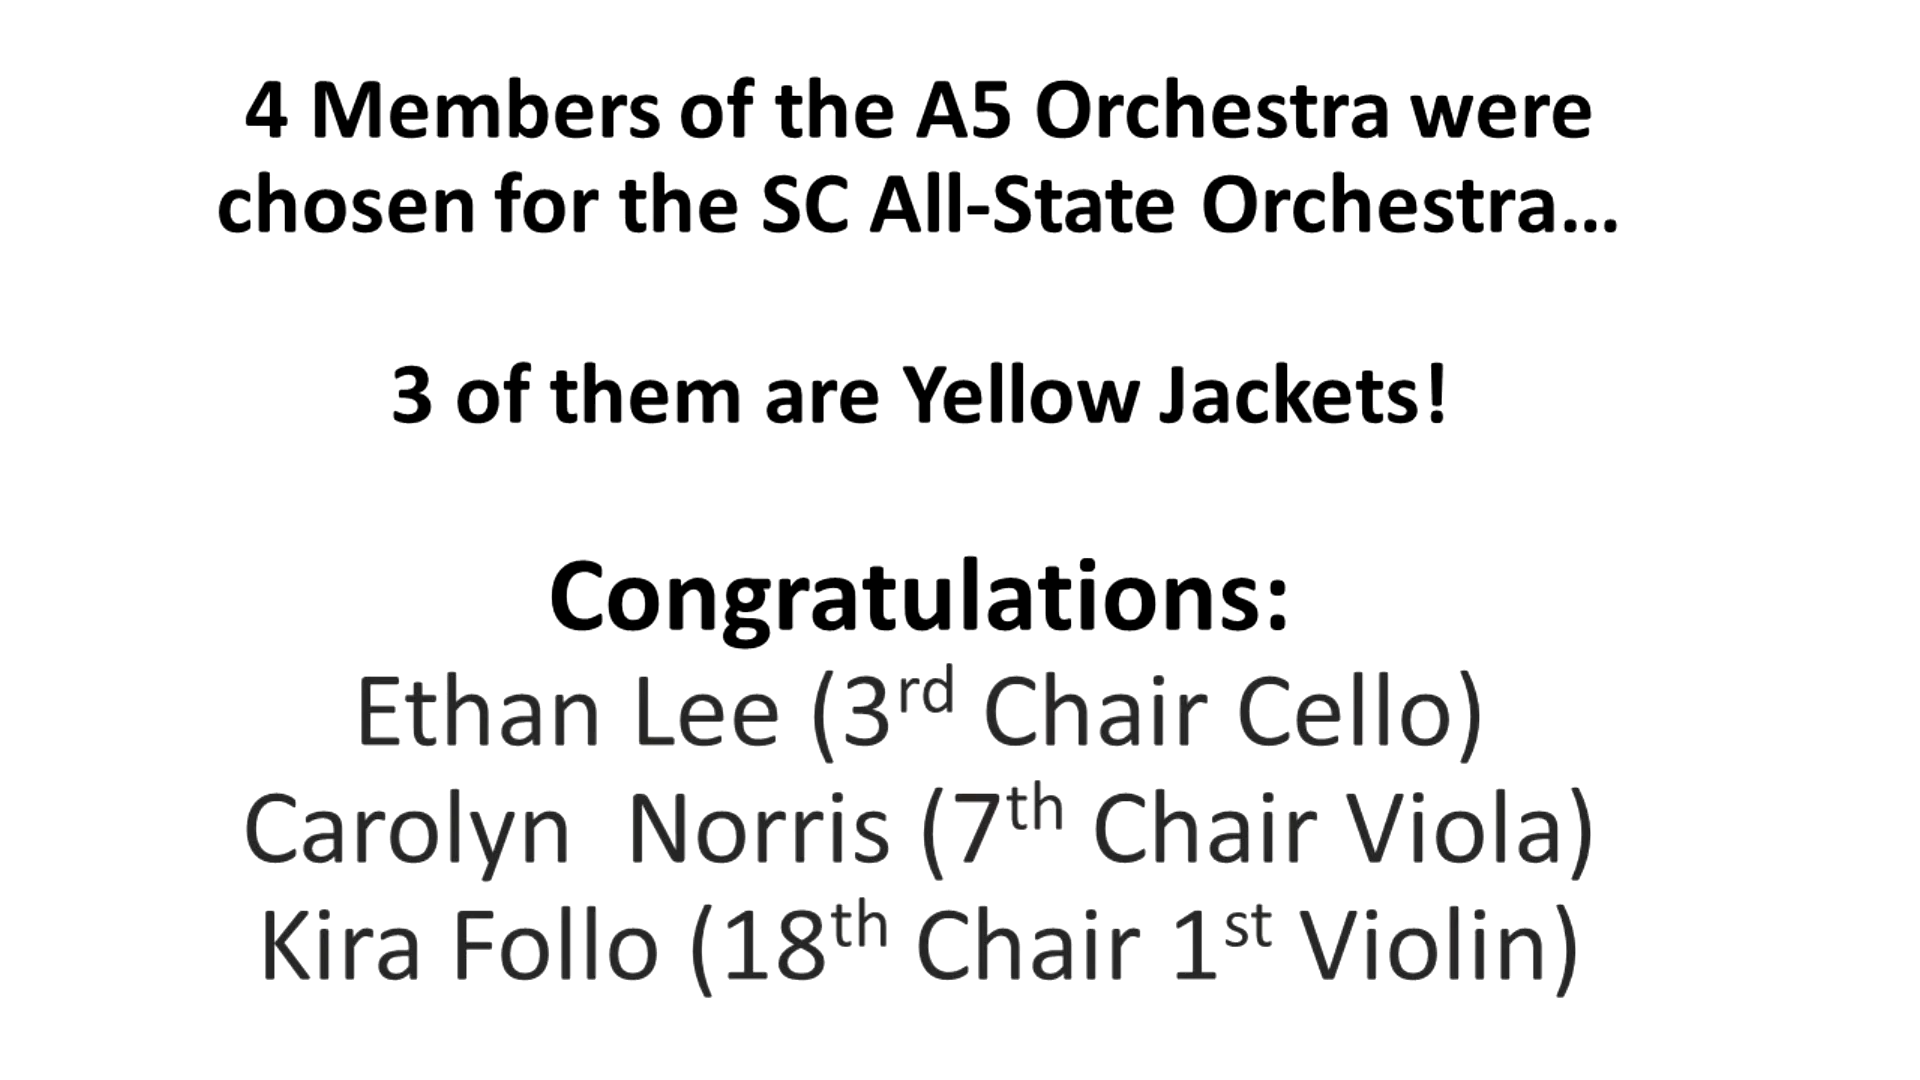 4 Members of the A5 Orchestra were
chosen for the SC All-State Orchestra…
3 of them are Yellow Jackets!
Congratulations:
Ethan Lee (3rd Chair Cello)
Carolyn  Norris (7th Chair Viola)
Kira Follo (18th Chair 1st Violin)